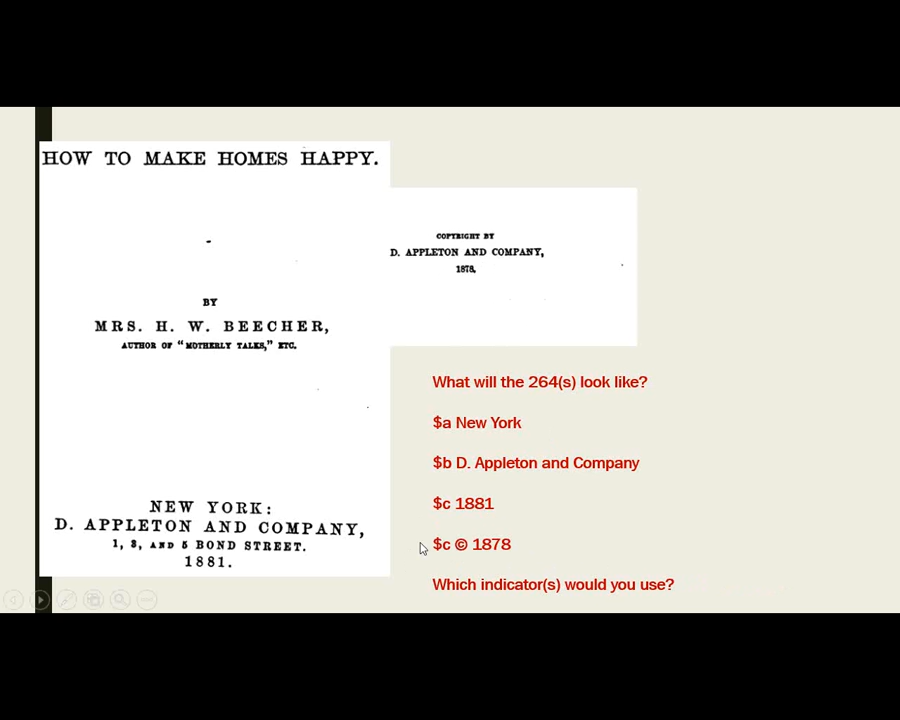 HOW TO MAKE HOMES HAPPY.
BY
MRS. H. W. BEECHER,
AUTHOR OF "MOTHERLY TALKS," ETC.
NEW YORK:
D. APPLETON AND COMPANY,
1, 3, AND 5 BOND STREET.
1881.
COPYRIGHT BY
D. APPLETON AND COMPANY,
1878.
What will the 264(s) look like?
$a New York
$b D. Appleton and Company
$c 1881
$c © 1878
Which indicator(s) would you use?